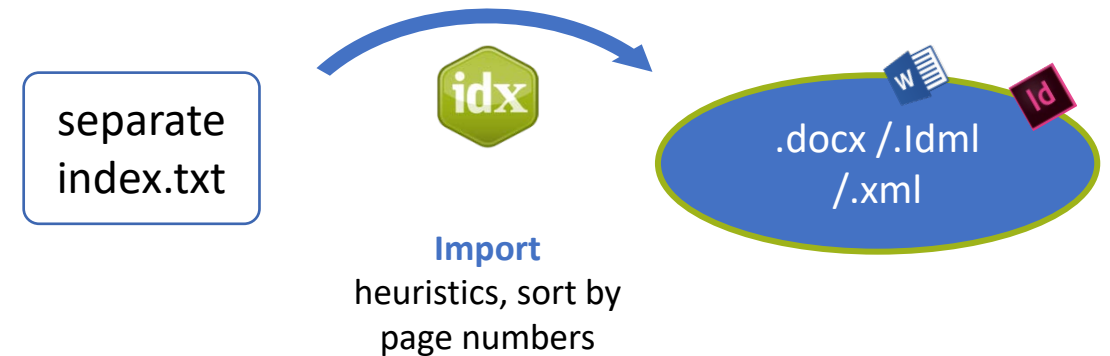 separate
index.txt
idx
Import
heuristics, sort by
page numbers
W
Id
.docx /.Idml
/.xml